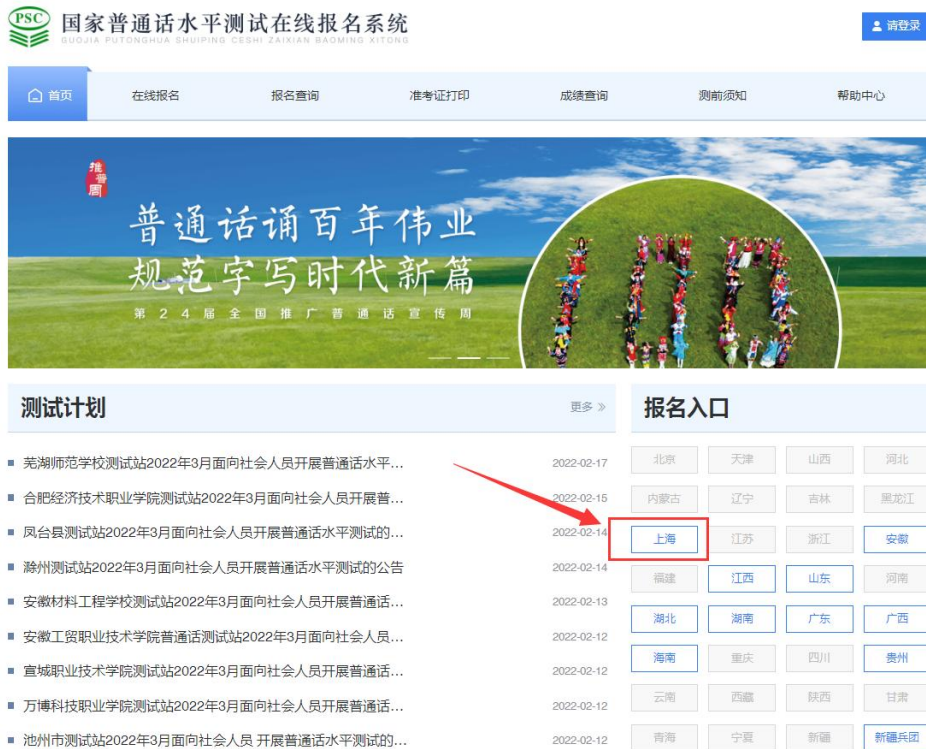 PSC
国家普通话水平测试在线报名系统
GUOJIA PUTONGHUA SHUIPING CESHI ZAIXIAN BAOMING XITONG
请登录
首页 在线报名 报名查询 准考证打印 成绩查询 测前须知 帮助中心
推普周
普通话诵百年伟业
规范字写时代新篇
第24届全国推广普通话宣传周
测试计划 更多 »
芜湖师范学校测试站2022年3月面向社会人员开展普通话水平... 2022-02-17
合肥经济技术职业学院测试站2022年3月面向社会人员开展普... 2022-02-15
凤台县测试站2022年3月面向社会人员开展普通话水平测试的... 2022-02-14
滁州测试站2022年3月面向社会人员开展普通话水平测试的公告 2022-02-14
安徽材料工程学校测试站2022年3月面向社会人员开展普通话... 2022-02-13
安徽工贸职业技术学院普通话测试站2022年3月面向社会人员... 2022-02-12
宣城职业技术学院测试站2022年3月面向社会人员开展普通话... 2022-02-12
万博科技职业学院测试站2022年3月面向社会人员开展普通话... 2022-02-12
池州市测试站2022年3月面向社会人员 开展普通话水平测试的... 2022-02-12
报名入口
北京 天津 山西 河北
内蒙古 辽宁 吉林 黑龙江
上海 江苏 浙江 安徽
福建 江西 山东 河南
湖北 湖南 广东 广西
海南 重庆 四川 贵州
云南 西藏 陕西 甘肃
青海 宁夏 新疆 新疆兵团